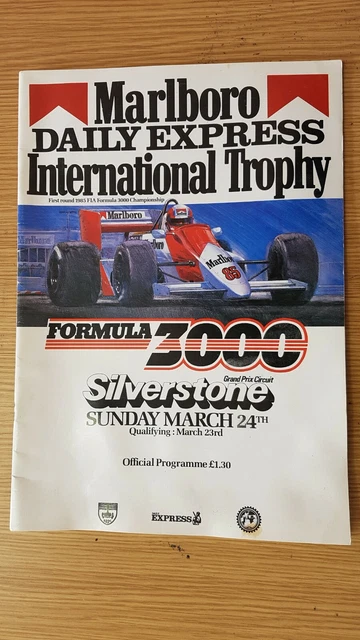 Marlboro
DAILY EXPRESS
International Trophy
First round 1985 FIA Formula 3000 Championship
Marlboro
Marlboro
FORMULA 3000
Grand Prix Circuit
Silverstone
SUNDAY MARCH 24TH
Qualifying : March 23rd
Official Programme £1.30
EXPRESS